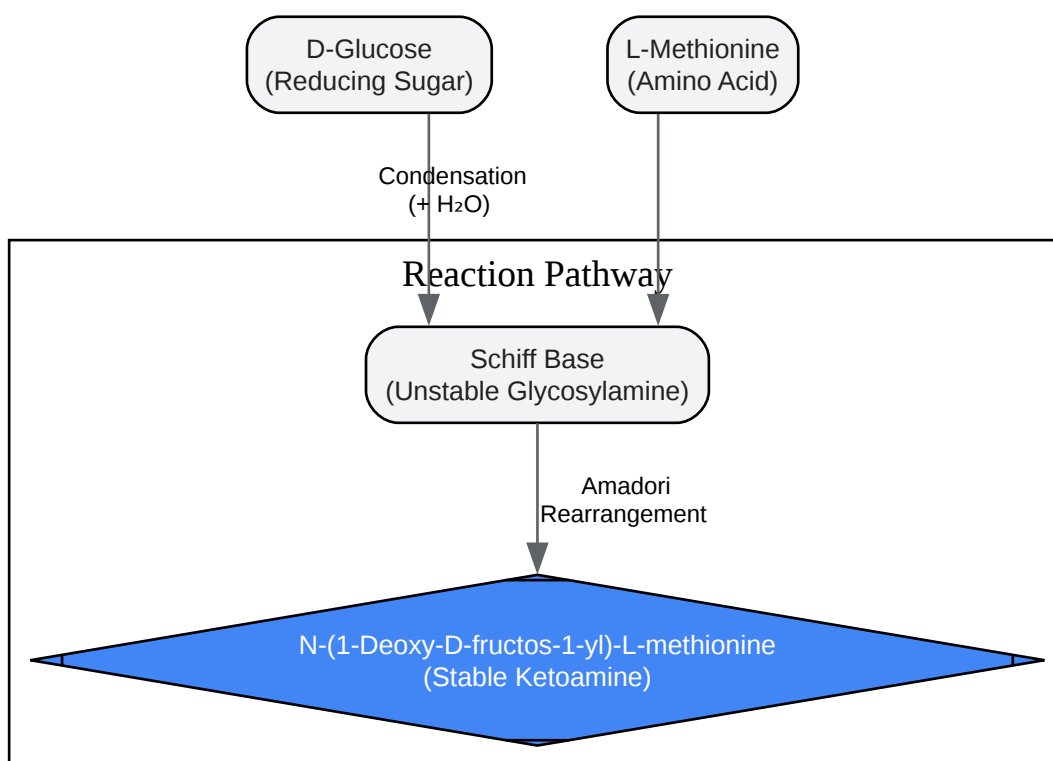 D-Glucose
(Reducing Sugar)
L-Methionine
(Amino Acid)
Condensation
(+ H₂O)
Reaction Pathway
Schiff Base
(Unstable Glycosylamine)
Amadori
Rearrangement
N-(1-Deoxy-D-fructos-1-yl)-L-methionine
(Stable Ketoamine)